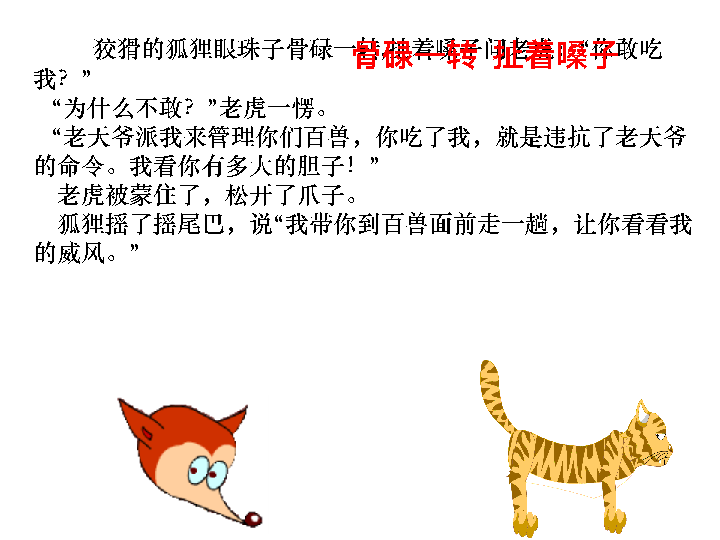 狡猾的狐狸眼珠子骨碌一转,扯着嗓子问老虎:“你敢吃
骨碌一转 扯着嗓子
我?”
“为什么不敢?”老虎一愣。
“老天爷派我来管理你们百兽,你吃了我,就是违抗了老天爷
的命令。我看你有多大的胆子!”
老虎被蒙住了,松开了爪子。
狐狸摇了摇尾巴,说“我带你到百兽面前走一趟,让你看看我
的威风。”